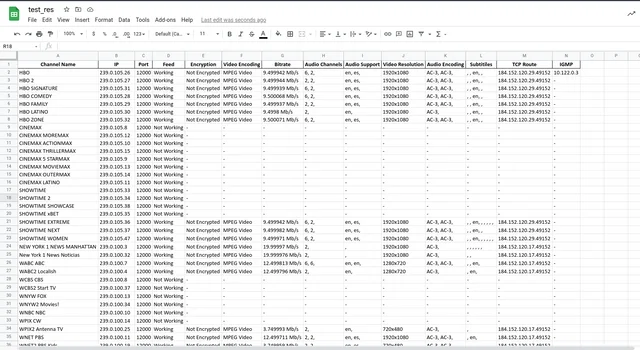 test_res
File Edit View Insert Format Data Tools Add-ons Help Last edit was seconds ago
100% $ % .0 .00 123 Default (Ca... 11 B I S A
R18
A B C D E F G H I J K L M N O P Q
1 Channel Name IP Port Feed Encryption Video Encoding Bitrate Audio Channels Audio Support Video Resolution Audio Encoding Subtitles TCP Route IGMP
2 HBO 239.0.105.26 12000 Working Not Encrypted MPEG Video 9.499942 Mb/s 6, 2, en, es, 1920x1080 AC-3, AC-3, , , en, , 184.152.120.29.49152 10.122.0.3
3 HBO 2 239.0.105.27 12000 Working Not Encrypted MPEG Video 6, 2, en, es, 1920x1080 AC-3, AC-3, , , en, , 184.152.120.29.49152 -
4 HBO SIGNATURE 239.0.105.31 12000 Working Not Encrypted MPEG Video 9.499939 Mb/s 6, 2, en, es, 1920x1080 AC-3, AC-3, , , en, , 184.152.120.29.49152 -
5 HBO COMEDY 239.0.105.28 12000 Working Not Encrypted MPEG Video 9.500068 Mb/s 6, 2, en, es, 1920x1080 AC-3, AC-3, , , en, , 184.152.120.29.49152 -
6 HBO FAMILY 239.0.105.29 12000 Working Not Encrypted MPEG Video 9.499937 Mb/s 6, 2, en, es, 1920x1080 AC-3, AC-3, , , en, , 184.152.120.29.49152 -
7 HBO LATINO 239.0.105.30 12000 Working Not Encrypted MPEG Video 9.4998 Mb/s 2, en, 1920x1080 AC-3, , , en, , 184.152.120.29.49152 -
8 HBO ZONE 239.0.105.32 12000 Working Not Encrypted MPEG Video 9.500071 Mb/s 6, 2, en, es, 1920x1080 AC-3, AC-3, , , en, , 184.152.120.29.49152 -
9 CINEMAX 239.0.105.8 12000 Not Working - - - - - - - - - -
10 CINEMAX MOREMAX 239.0.105.12 12000 Not Working - - - - - - - - - -
11 CINEMAX ACTIONMAX 239.0.105.10 12000 Not Working - - - - - - - - - -
12 CINEMAX THRILLERMAX 239.0.105.15 12000 Not Working - - - - - - - - - -
13 CINEMAX 5 STARMAX 239.0.105.9 12000 Not Working - - - - - - - - - -
14 CINEMAX MOVIEMAX 239.0.105.13 12000 Not Working - - - - - - - - - -
15 CINEMAX OUTERMAX 239.0.105.14 12000 Not Working - - - - - - - - - -
16 CINEMAX LATINO 239.0.105.11 12000 Not Working - - - - - - - - - -
17 SHOWTIME 239.0.105.33 12000 Not Working - - - - - - - - - -
18 SHOWTIME 2 239.0.105.34 12000 Not Working - - - - - - - - - -
19 SHOWTIME SHOWCASE 239.0.105.38 12000 Not Working - - - - - - - - - -
20 SHOWTIME xBET 239.0.105.35 12000 Not Working - - - - - - - - - -
21 SHOWTIME EXTREME 239.0.105.36 12000 Working Not Encrypted MPEG Video 9.499942 Mb/s 6, 2, en, es, 1920x1080 AC-3, AC-3, , , en, , , , , , 184.152.120.29.49152 -
22 SHOWTIME NEXT 239.0.105.37 12000 Working Not Encrypted MPEG Video 9.499982 Mb/s 6, 2, en, es, 1920x1080 AC-3, AC-3, , , en, , , , , , 184.152.120.29.49152 -
23 SHOWTIME WOMEN 239.0.105.47 12000 Working Not Encrypted MPEG Video 9.499971 Mb/s 6, 2, en, es, 1920x1080 AC-3, AC-3, , , en, , , , , , 184.152.120.29.49152 -
24 NEW YORK 1 NEWS MANHATTAN 239.0.100.3 12000 Working Not Encrypted MPEG Video 19.99997 Mb/s 2, 1920x1080 AC-3, , , , , , , 184.152.120.17.49152 -
25 New York 1 News Noticias 239.0.100.32 12000 Working Not Encrypted MPEG Video 19.999976 Mb/s 2, 1920x1080 AC-3, 184.152.120.17.49152 -
26 WABC ABC 239.0.100.7 12000 Working Not Encrypted MPEG Video 12.499813 Mb/s 6, 6, en, es, 1280x720 AC-3, AC-3, , , en, 184.152.120.17.49152 -
27 WABC2 Localish 239.0.100.4 12000 Working Not Encrypted MPEG Video 12.499796 Mb/s 2, en, 1280x720 AC-3, 184.152.120.17.49152 -
28 WCBS CBS 239.0.100.8 12000 Not Working - - - - - - - - - -
29 WCBS2 Start TV 239.0.100.37 12000 Not Working - - - - - - - - - -
30 WNYW FOX 239.0.100.13 12000 Not Working - - - - - - - - - -
31 WNYW2 Movies! 239.0.100.34 12000 Not Working - - - - - - - - - -
32 WNBC NBC 239.0.100.10 12000 Not Working - - - - - - - - - -
33 WPIX CW 239.0.100.14 12000 Not Working - - - - - - - - - -
34 WPIX2 Antenna TV 239.0.100.25 12000 Working Not Encrypted MPEG Video 3.749993 Mb/s 2, en, 720x480 AC-3, , 184.152.120.17.49152 -
35 WNET PBS 239.0.100.11 12000 Working Not Encrypted MPEG Video 12.499711 Mb/s 2, 2, en, es, 1920x1080 AC-3, AC-3, , en, 184.152.120.17.49152 -